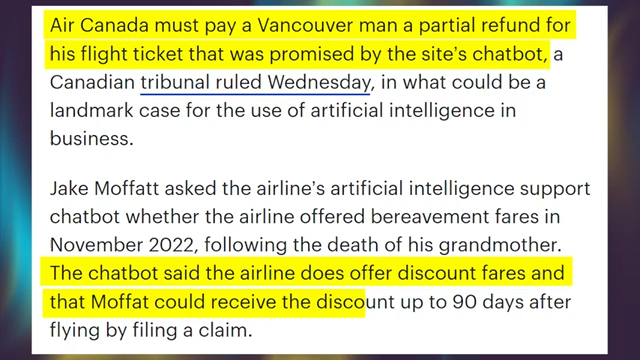 Air Canada must pay a Vancouver man a partial refund for
his flight ticket that was promised by the site's chatbot, a
Canadian tribunal ruled Wednesday, in what could be a
landmark case for the use of artificial intelligence in
business.
Jake Moffatt asked the airline's artificial intelligence support
chatbot whether the airline offered bereavement fares in
November 2022, following the death of his grandmother.
The chatbot said the airline does offer discount fares and
that Moffat could receive the discount up to 90 days after
flying by filing a claim.